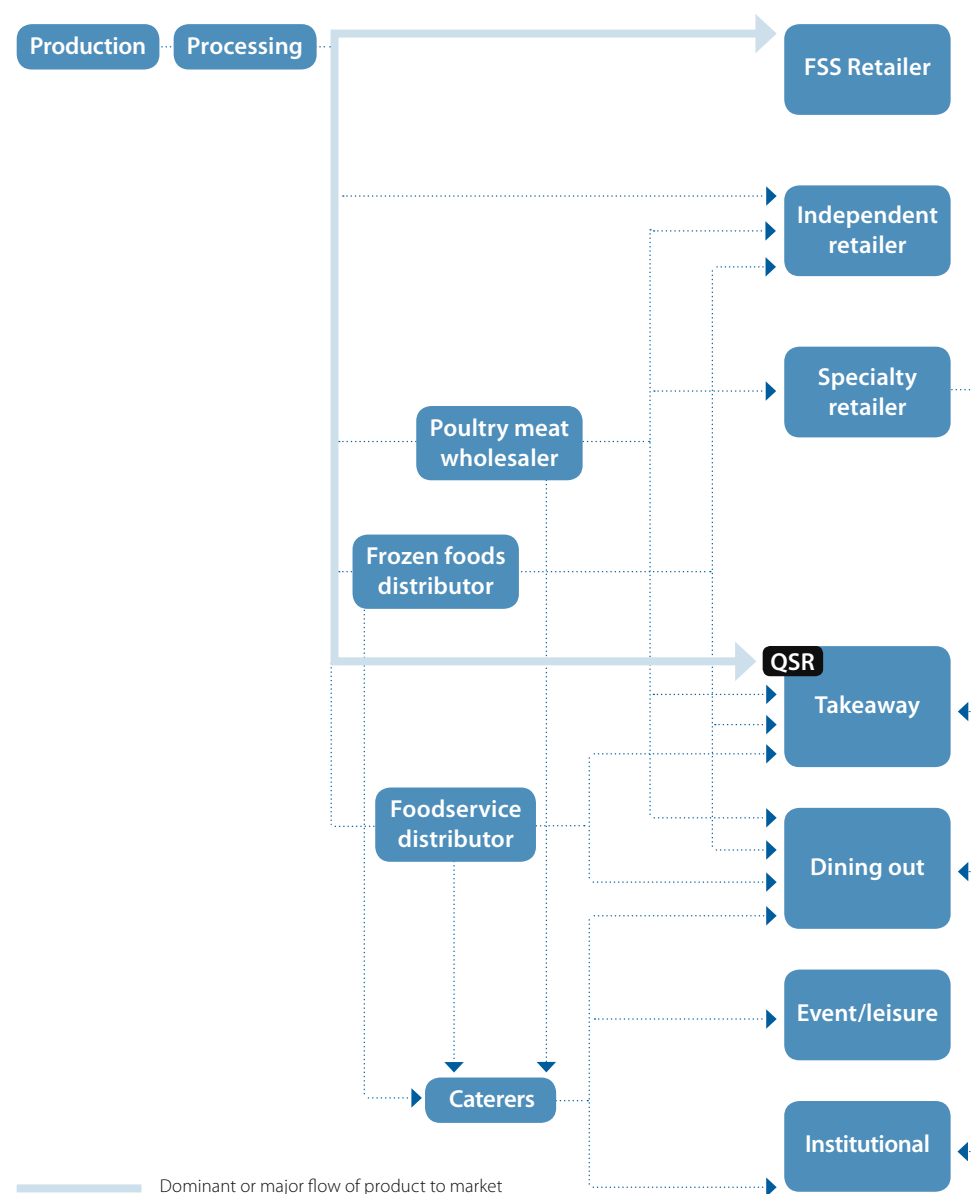 Production
Processing
FSS Retailer
Independent
retailer
Specialty
retailer
Poultry meat
wholesaler
Frozen foods
distributor
QSR
Takeaway
Foodservice
distributor
Dining out
Event/leisure
Caterers
Institutional
Dominant or major flow of product to market